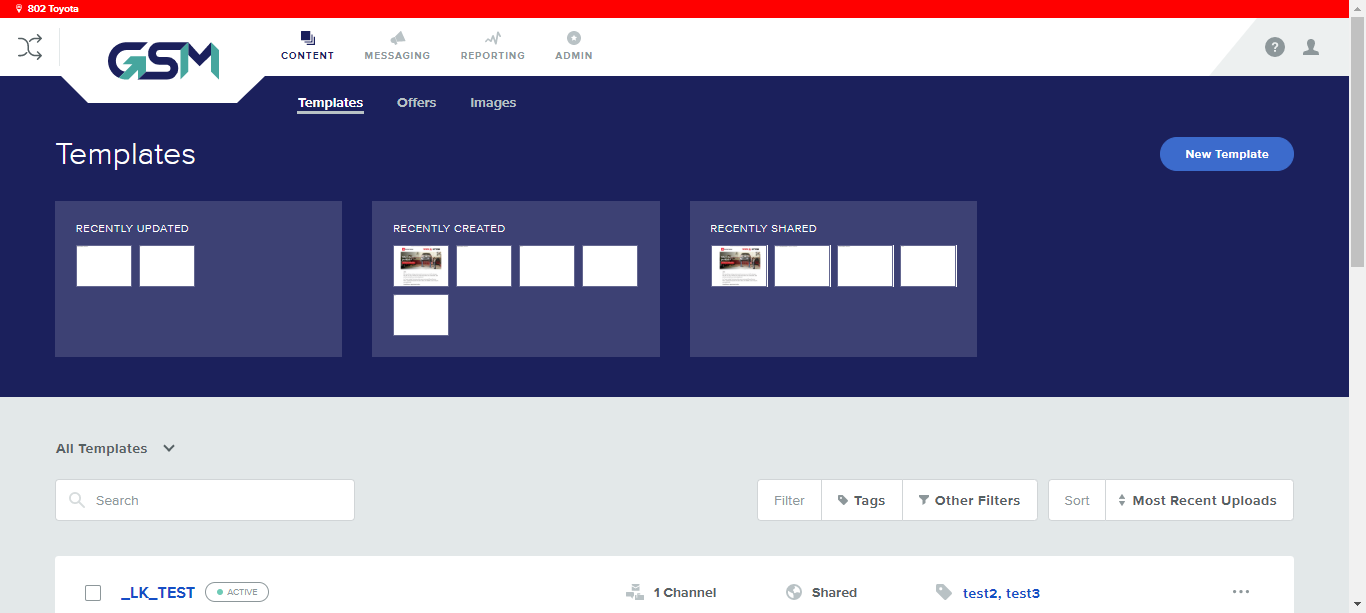 802 Toyota
GSM
CONTENT
MESSAGING
REPORTING
ADMIN
?
Templates
Offers
Images
Templates
New Template
RECENTLY UPDATED
RECENTLY CREATED
RECENTLY SHARED
All Templates
Search
Filter
Tags
Other Filters
Sort
Most Recent Uploads
_LK_TEST
ACTIVE
1 Channel
Shared
test2, test3